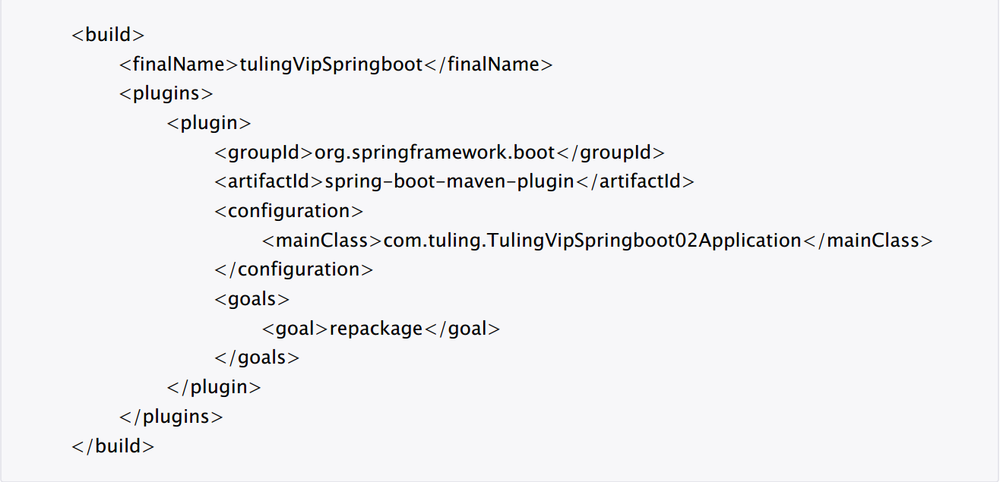 <build>
<finalName>tulingVipSpringboot</finalName>
<plugins>
<plugin>
<groupId>org.springframework.boot</groupId>
<artifactId>spring-boot-maven-plugin</artifactId>
<configuration>
<mainClass>com.tuling.TulingVipSpringboot02Application</mainClass>
</configuration>
<goals>
<goal>repackage</goal>
</goals>
</plugin>
</plugins>
</build>